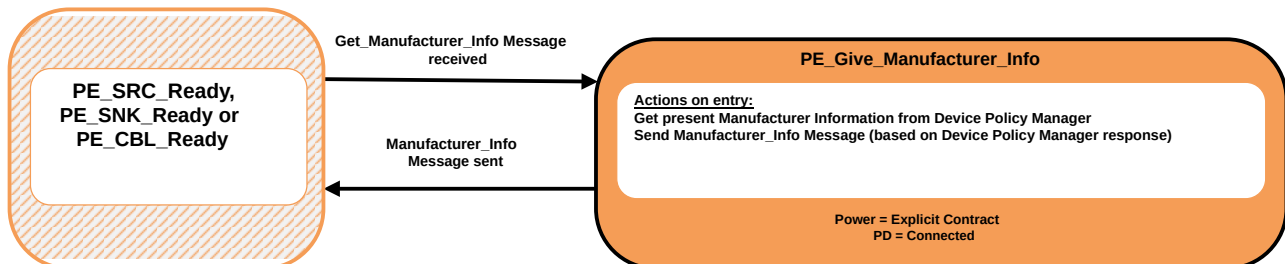 Get_Manufacturer_Info Message
received
PE_SRC_Ready,
PE_SNK_Ready or
PE_CBL_Ready
Manufacturer_Info
Message sent
PE_Give_Manufacturer_Info
Actions on entry:
Get present Manufacturer Information from Device Policy Manager
Send Manufacturer_Info Message (based on Device Policy Manager response)
Power = Explicit Contract
PD = Connected